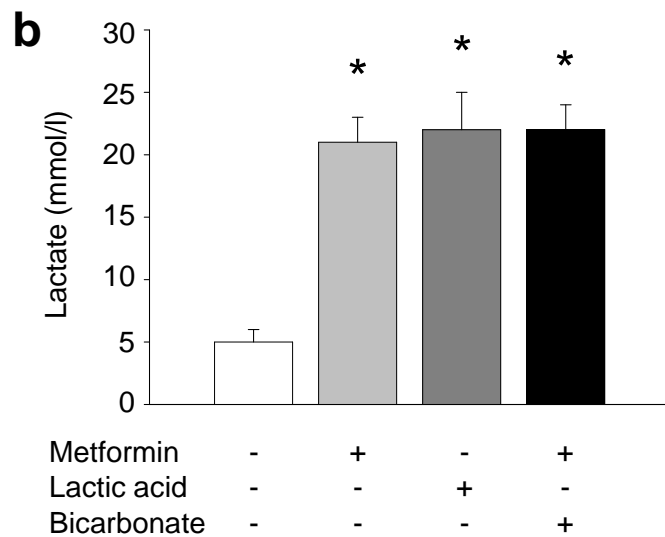 b
30
25
20
15
10
5
0
Lactate (mmol/l)
* * *
Metformin - + - +
Lactic acid - - + -
Bicarbonate - - - +